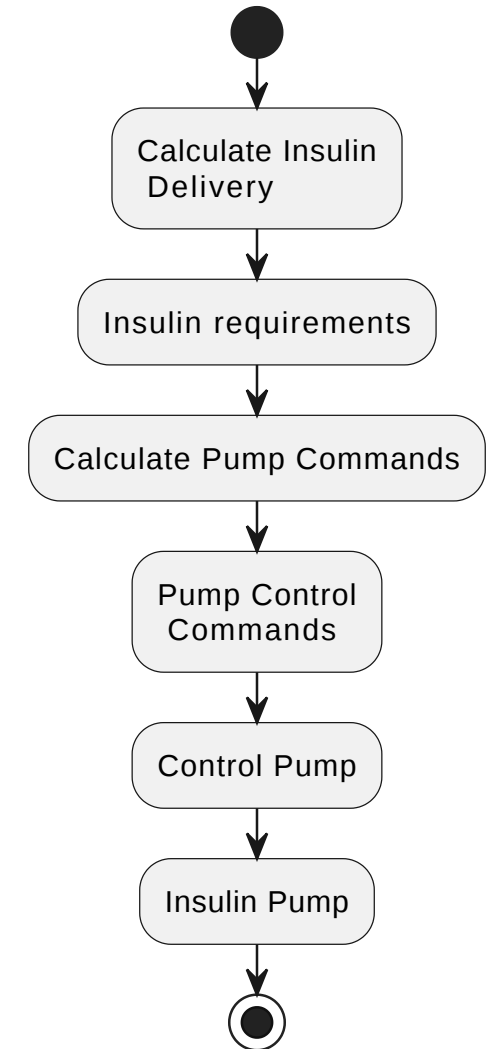 Calculate Insulin
Delivery
Insulin requirements
Calculate Pump Commands
Pump Control
Commands
Control Pump
Insulin Pump